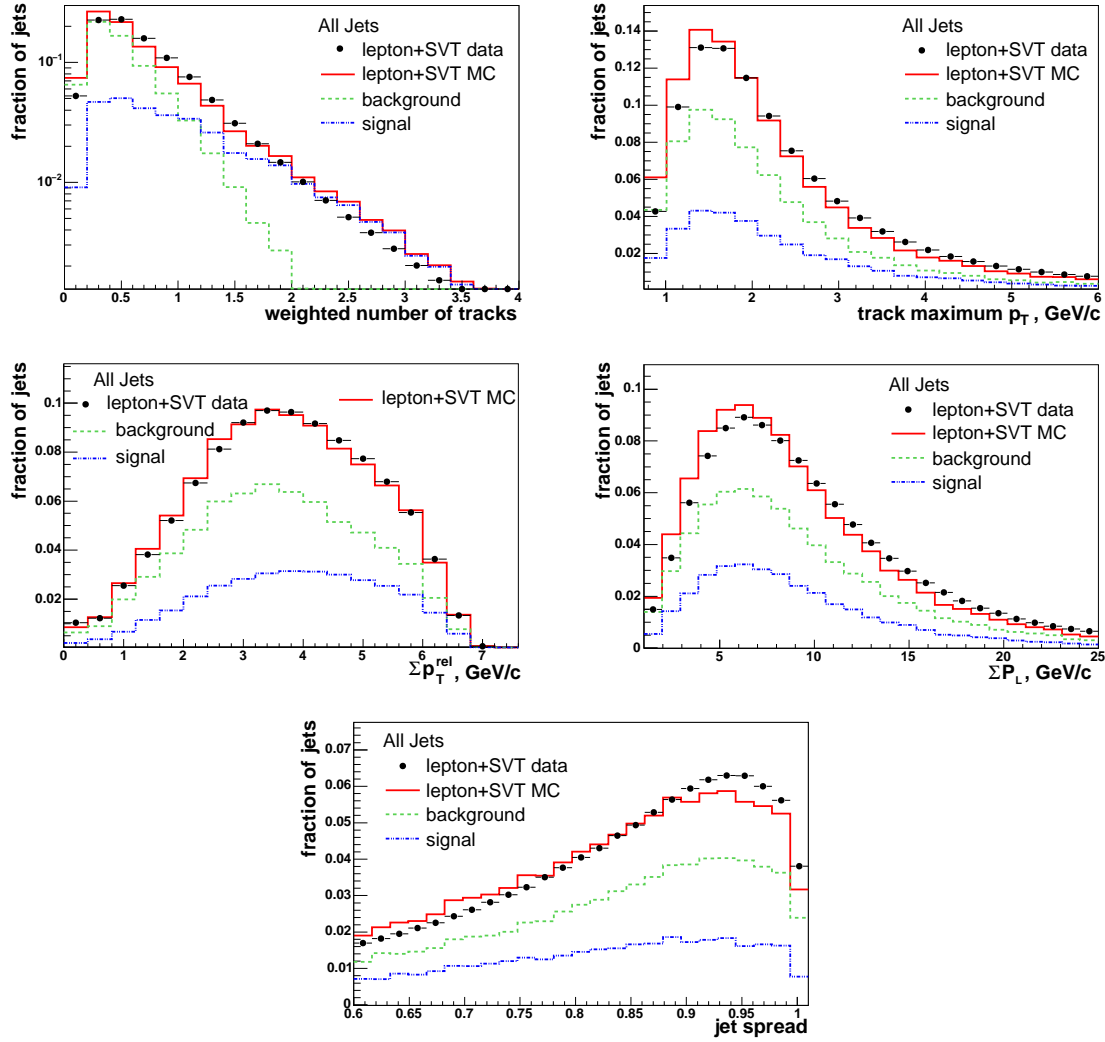 fraction of jets
All Jets
lepton+SVT data
lepton+SVT MC
background
signal
10⁻¹
10⁻²
0 0.5 1 1.5 2 2.5 3 3.5 4
weighted number of tracks
fraction of jets
All Jets
lepton+SVT data
lepton+SVT MC
background
signal
0.14
0.12
0.1
0.08
0.06
0.04
0.02
1 2 3 4 5 6
track maximum p_T , GeV/c
fraction of jets
All Jets
lepton+SVT data
lepton+SVT MC
background
signal
0.1
0.08
0.06
0.04
0.02
0 0 1 2 3 4 5 6 7
Σp_T^rel , GeV/c
fraction of jets
All Jets
lepton+SVT data
lepton+SVT MC
background
signal
0.1
0.08
0.06
0.04
0.02
0
5 10 15 20 25
ΣP_L, GeV/c
fraction of jets
All Jets
lepton+SVT data
lepton+SVT MC
background
signal
0.07
0.06
0.05
0.04
0.03
0.02
0.01
0
0.6 0.65 0.7 0.75 0.8 0.85 0.9 0.95 1
jet spread